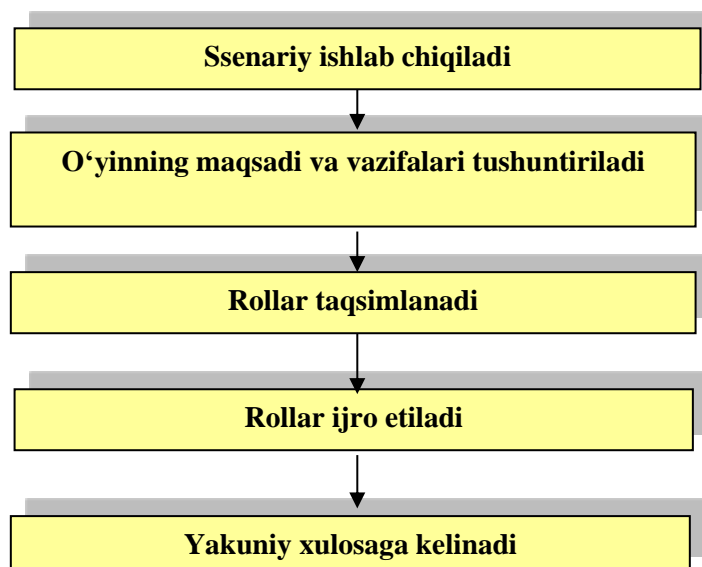 Ssenariy ishlab chiqiladi
O‘yinning maqsadi va vazifalari tushuntiriladi
Rollar taqsimlanadi
Rollar ijro etiladi
Yakuniy xulosaga kelinadi